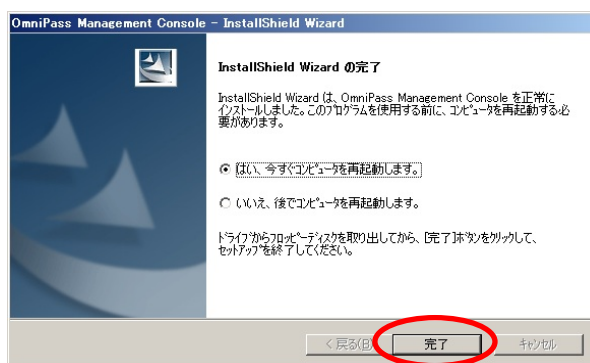 OmniPass Management Console - InstallShield Wizard
InstallShield Wizard の完了
InstallShield Wizard は、OmniPass Management Console を正常に
インストールしました。このプログラムを使用する前に、コンピュータを再起動する必
要があります。
はい、今すぐコンピュータを再起動します。
いいえ、後でコンピュータを再起動します。
ドライブからフロッピーディスクを取り出してから、[完了]ボタンをクリックして、
セットアップを終了してください。
< 戻る(B)
完了
キャンセル